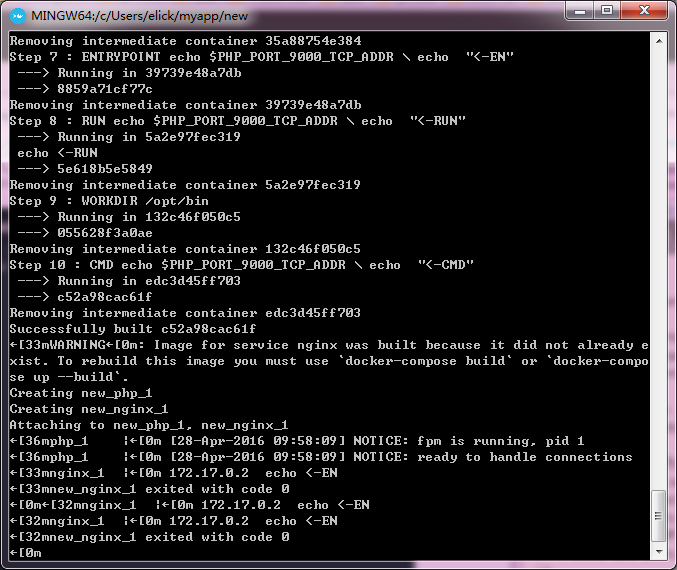 MINGW64:/c/Users/elick/myapp/new
Removing intermediate container 35a88754e384
Step 7 : ENTRYPOINT echo $PHP_PORT_9000_TCP_ADDR \ echo  "<-EN"
 ---> Running in 39739e48a7db
 ---> 8859a71cf77c
Removing intermediate container 39739e48a7db
Step 8 : RUN echo $PHP_PORT_9000_TCP_ADDR \ echo  "<-RUN"
 ---> Running in 5a2e97fec319
 echo <-RUN
 ---> 5e618b5e5849
Removing intermediate container 5a2e97fec319
Step 9 : WORKDIR /opt/bin
 ---> Running in 132c46f050c5
 ---> 055628f3a0ae
Removing intermediate container 132c46f050c5
Step 10 : CMD echo $PHP_PORT_9000_TCP_ADDR \ echo  "<-CMD"
 ---> Running in edc3d45ff703
 ---> c52a98cac61f
Removing intermediate container edc3d45ff703
Successfully built c52a98cac61f
←[33mWARNING←[0m: Image for service nginx was built because it did not already e
xist. To rebuild this image you must use `docker-compose build` or `docker-compo
se up --build`.
Creating new_php_1
Creating new_nginx_1
Attaching to new_php_1, new_nginx_1
←[36mphp_1    ¦←[0m [28-Apr-2016 09:58:09] NOTICE: fpm is running, pid 1
←[36mphp_1    ¦←[0m [28-Apr-2016 09:58:09] NOTICE: ready to handle connections
←[33mnginx_1  ¦←[0m 172.17.0.2  echo <-EN
←[33mnew_nginx_1 exited with code 0
←[0m←[32mnginx_1  ¦←[0m 172.17.0.2  echo <-EN
←[32mnginx_1  ¦←[0m 172.17.0.2  echo <-EN
←[32mnew_nginx_1 exited with code 0
←[0m